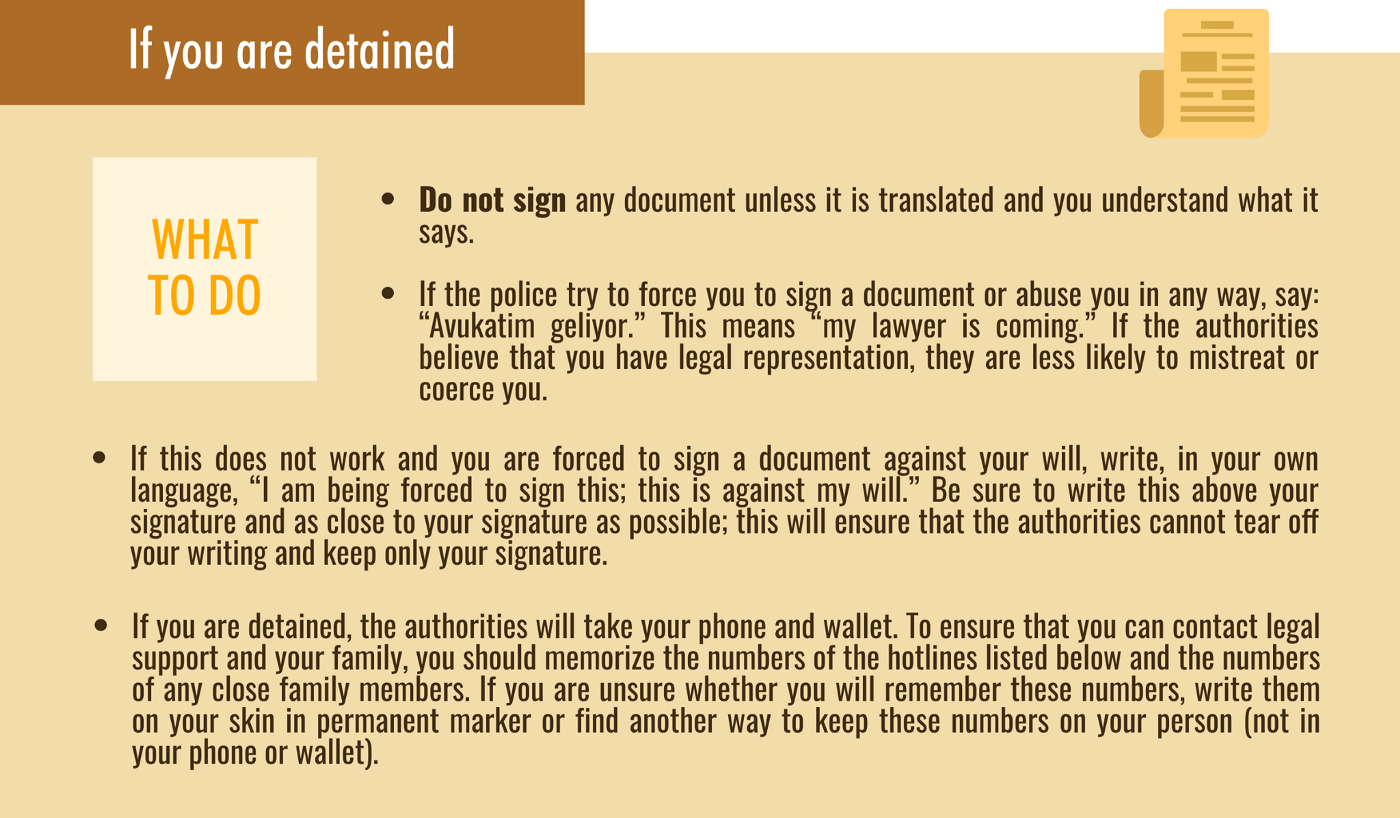 If you are detained
WHAT
TO DO
• Do not sign any document unless it is translated and you understand what it
says.
• If the police try to force you to sign a document or abuse you in any way, say:
“Avukatim geliyor.” This means “my lawyer is coming.” If the authorities
believe that you have legal representation, they are less likely to mistreat or
coerce you.
• If this does not work and you are forced to sign a document against your will, write, in your own
language, “I am being forced to sign this; this is against my will.” Be sure to write this above your
signature and as close to your signature as possible; this will ensure that the authorities cannot tear off
your writing and keep only your signature.
• If you are detained, the authorities will take your phone and wallet. To ensure that you can contact legal
support and your family, you should memorize the numbers of the hotlines listed below and the numbers
of any close family members. If you are unsure whether you will remember these numbers, write them
on your skin in permanent marker or find another way to keep these numbers on your person (not in
your phone or wallet).